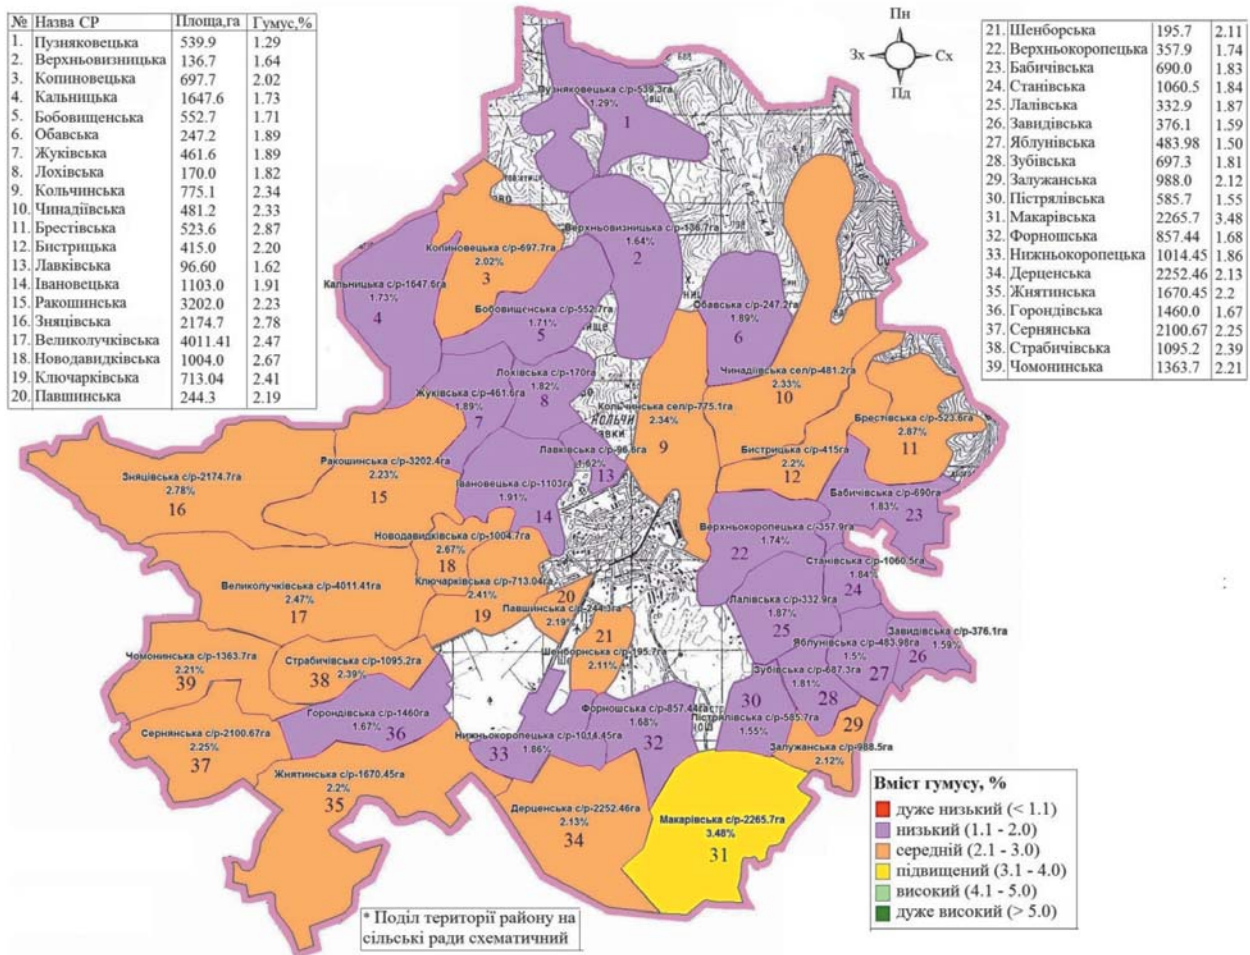 № Назва СР Площа,га Гумус,%
1. Пузняковецька 539.9 1.29
2. Верхньовизницька 136.7 1.64
3. Копиновецька 697.7 2.02
4. Кальницька 1647.6 1.73
5. Бобовищенська 552.7 1.71
6. Обавська 247.2 1.89
7. Жуківська 461.6 1.89
8. Лохівська 170.0 1.82
9. Кольчинська 775.1 2.34
10. Чинадіївська 481.2 2.33
11. Брестівська 523.6 2.87
12. Бистрицька 415.0 2.20
13. Лавківська 96.60 1.62
14. Івановецька 1103.0 1.91
15. Ракошинська 3202.0 2.23
16. Зняцівська 2174.7 2.78
17. Великолучківська 4011.41 2.47
18. Новодавидківська 1004.0 2.67
19. Ключарківська 713.04 2.41
20. Павшинська 244.3 2.19
Пн
Зх Сх
Пд
21. Шенборська 195.7 2.11
22. Верхньокоропецька 357.9 1.74
23. Бабичівська 690.0 1.83
24. Станівська 1060.5 1.84
25. Лалівська 332.9 1.87
26. Завидівська 376.1 1.59
27. Яблунівська 483.98 1.50
28. Зубівська 697.3 1.81
29. Залужанська 988.0 2.12
30. Пістрялівська 585.7 1.55
31. Макарівська 2265.7 3.48
32. Форношська 857.44 1.68
33. Нижньокоропецька 1014.45 1.86
34. Дерценська 2252.46 2.13
35. Жнятинська 1670.45 2.2
36. Горондівська 1460.0 1.67
37. Сернянська 2100.67 2.25
38. Страбичівська 1095.2 2.39
39. Чомонинська 1363.7 2.21
Пузняковецька с/р-539.3га
1.29%
1
Верхньовизницька с/р-136.7га
1.64%
2
Копиновецька с/р-697.7га
2.02%
3
Кальницька с/р-1647.6га
1.73%
4
Бобовищенська с/р-552.7га
1.71%
5
Обавська с/р-247.2га
1.89%
6
Жуківська с/р-461.6га
1.89%
7
Лохівська с/р-170га
1.82%
8
Кольчинська сел/р-775.1га
2.34%
9
Чинадіївська сел/р-481.2га
2.33%
10
Брестівська с/р-523.6га
2.87%
11
Бистрицька с/р-415га
2.2%
12
Лавківська с/р-96.6га
1.62%
13
Івановецька с/р-1103га
1.91%
14
Ракошинська с/р-3202.4га
2.23%
15
Зняцівська с/р-2174.7га
2.78%
16
Великолучківська с/р-4011.41га
2.47%
17
Новодавидківська с/р-1004.7га
2.67%
18
Ключарківська с/р-713.04га
2.41%
19
Павшинська с/р-244.3га
2.19%
20
Шенборнська с/р-195.7га
2.11%
21
Верхньокоропецька с/р-357.9га
1.74%
22
Бабичівська с/р-690га
1.83%
23
Станівська с/р-1060.5га
1.84%
24
Лалівська с/р-332.9га
1.87%
25
Завидівська с/р-376.1га
1.59%
26
Яблунівська с/р-483.98га
1.5%
27
Зубівська с/р-687.3га
1.81%
28
Залужанська с/р-988.5га
2.12%
29
Пістрялівська с/р-585.7га
1.55%
30
Макарівська с/р-2265.7га
3.48%
31
Форношська с/р-857.44га
1.68%
32
Нижньокоропецька с/р-1014.45га
1.86%
33
Дерценська с/р-2252.46га
2.13%
34
Жнятинська с/р-1670.45га
2.2%
35
Горондівська с/р-1460га
1.67%
36
Сернянська с/р-2100.67га
2.25%
37
Страбичівська с/р-1095.2га
2.39%
38
Чомонинська с/р-1363.7га
2.21%
39
Вміст гумусу, %
дуже низький (< 1.1)
низький (1.1 - 2.0)
середній (2.1 - 3.0)
підвищений (3.1 - 4.0)
високий (4.1 - 5.0)
дуже високий (> 5.0)
* Поділ території району на
сільські ради схематичний